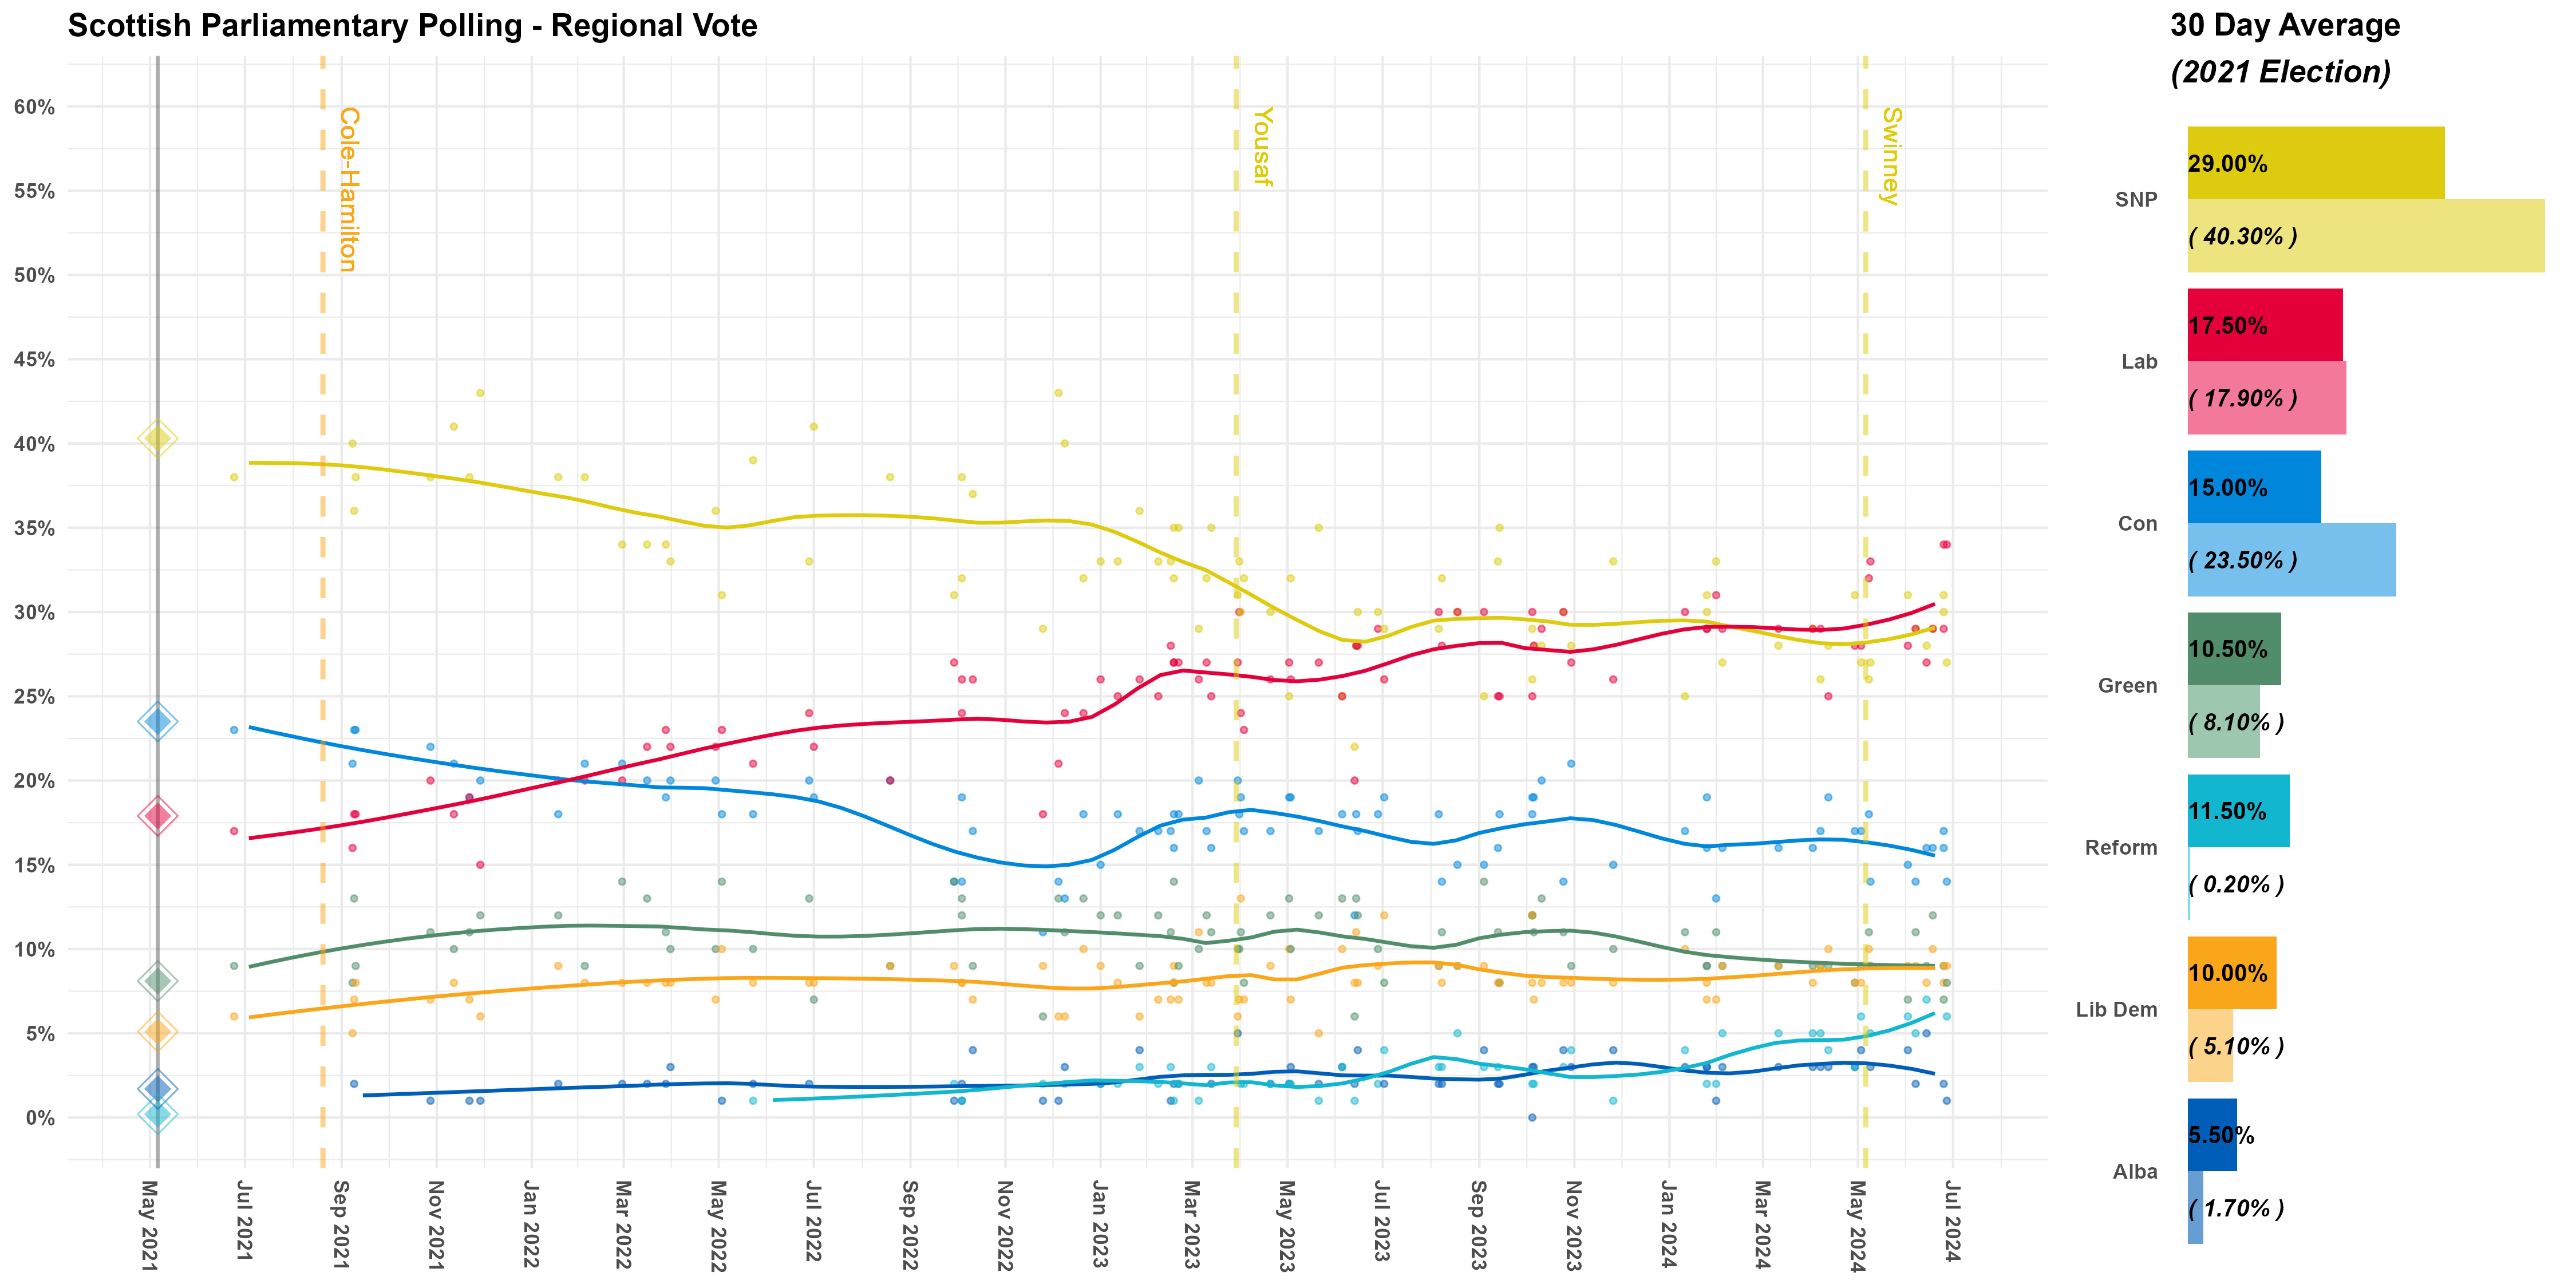 Scottish Parliamentary Polling - Regional Vote
30 Day Average
(2021 Election)
60%
55%
50%
45%
40%
35%
30%
25%
20%
15%
10%
5%
0%
Cole-Hamilton
Yousaf
Swinney
May 2021
Jul 2021
Sep 2021
Nov 2021
Jan 2022
Mar 2022
May 2022
Jul 2022
Sep 2022
Nov 2022
Jan 2023
Mar 2023
May 2023
Jul 2023
Sep 2023
Nov 2023
Jan 2024
Mar 2024
May 2024
Jul 2024
SNP
29.00%
( 40.30% )
Lab
17.50%
( 17.90% )
Con
15.00%
( 23.50% )
Green
10.50%
( 8.10% )
Reform
11.50%
( 0.20% )
Lib Dem
10.00%
( 5.10% )
Alba
5.50%
( 1.70% )